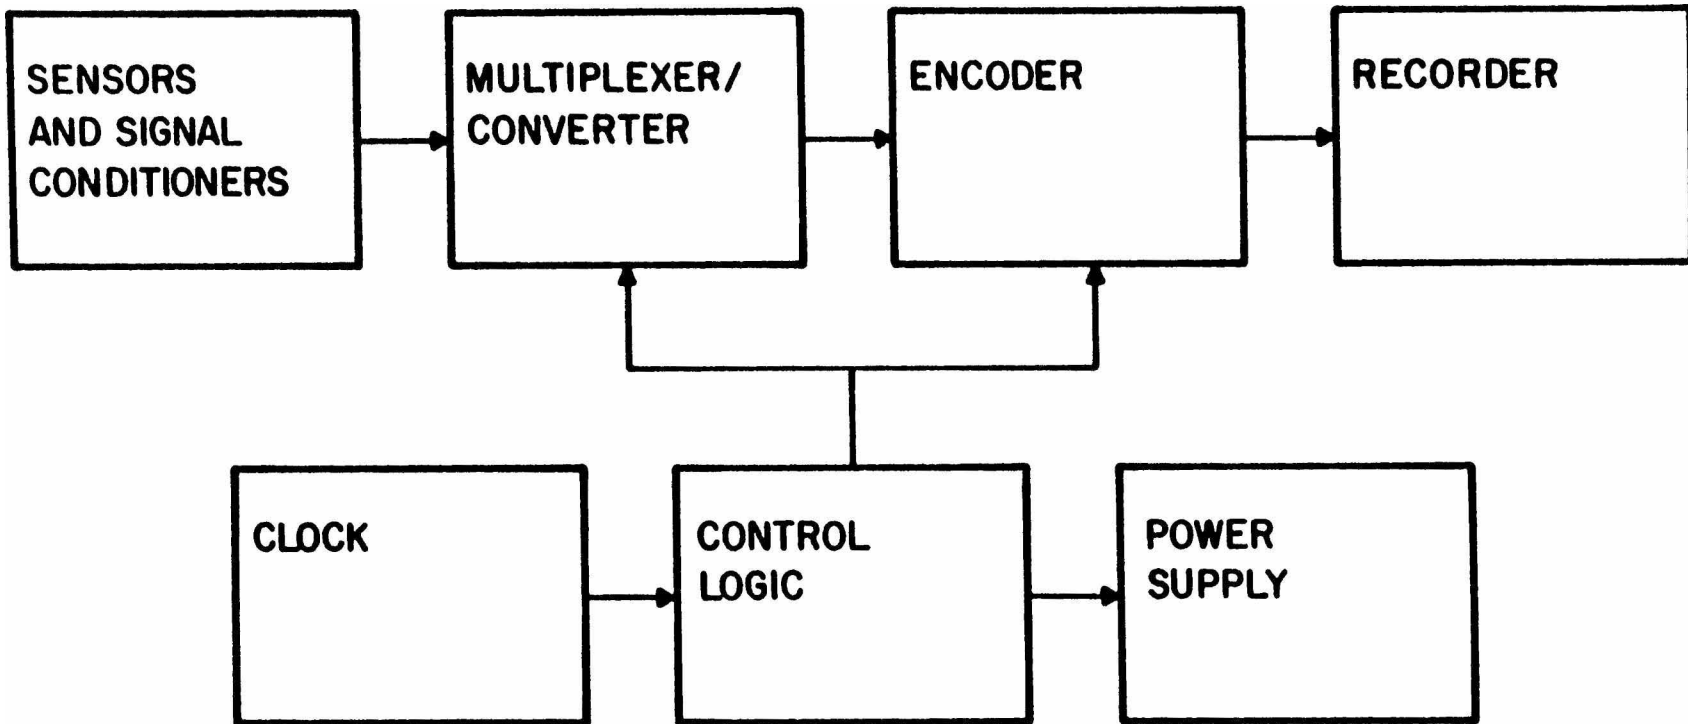 SENSORS
AND SIGNAL
CONDITIONERS
MULTIPLEXER/
CONVERTER
ENCODER
RECORDER
CLOCK
CONTROL
LOGIC
POWER
SUPPLY